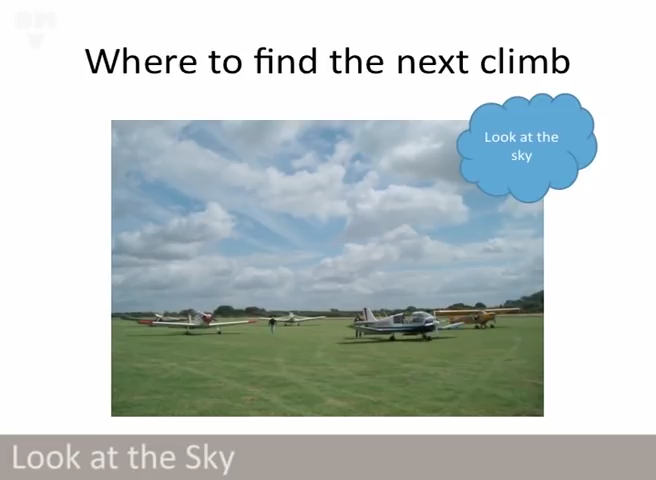 Where to find the next climb
Look at the
sky
Look at the Sky